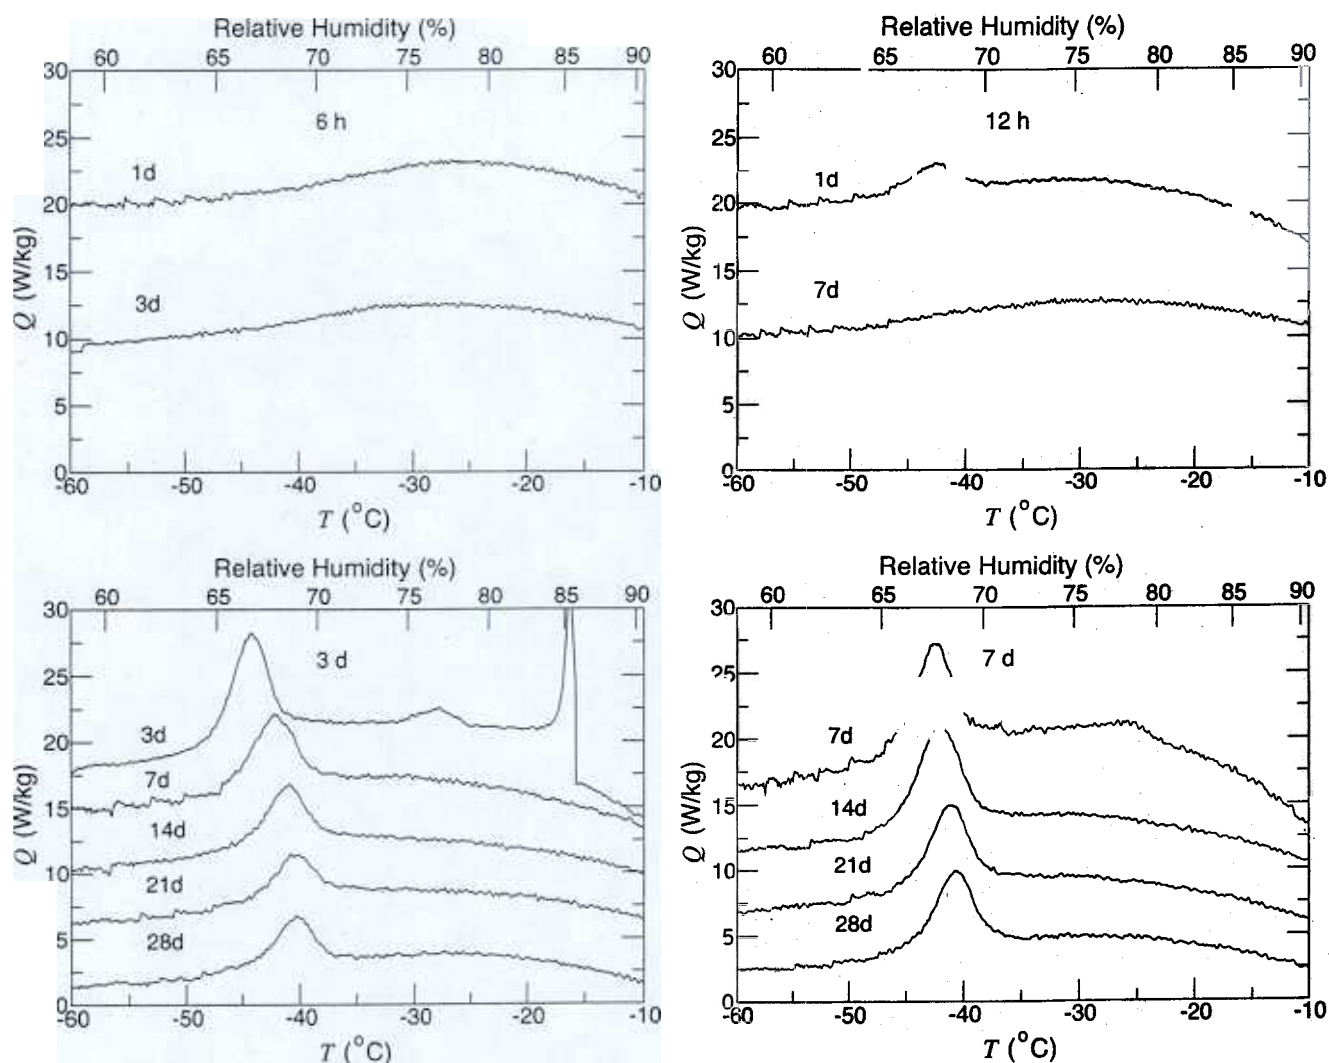 Relative Humidity (%)
60 65 70 75 80 85 90
30
25
20
15
10
5
0
Q (W/kg)
6 h
1d
3d
-60 -50 -40 -30 -20 -10
T (°C)
Relative Humidity (%)
60 65 70 75 80 85 90
30
25
20
15
10
5
0
Q (W/kg)
12 h
1d
7d
-60 -50 -40 -30 -20 -10
T (°C)
Relative Humidity (%)
60 65 70 75 80 85 90
30
25
20
15
10
5
0
Q (W/kg)
3 d
3d
7d
14d
21d
28d
-60 -50 -40 -30 -20 -10
T (°C)
Relative Humidity (%)
60 65 70 75 80 85 90
30
25
20
15
10
5
0
Q (W/kg)
7 d
7d
14d
21d
28d
-60 -50 -40 -30 -20 -10
T (°C)